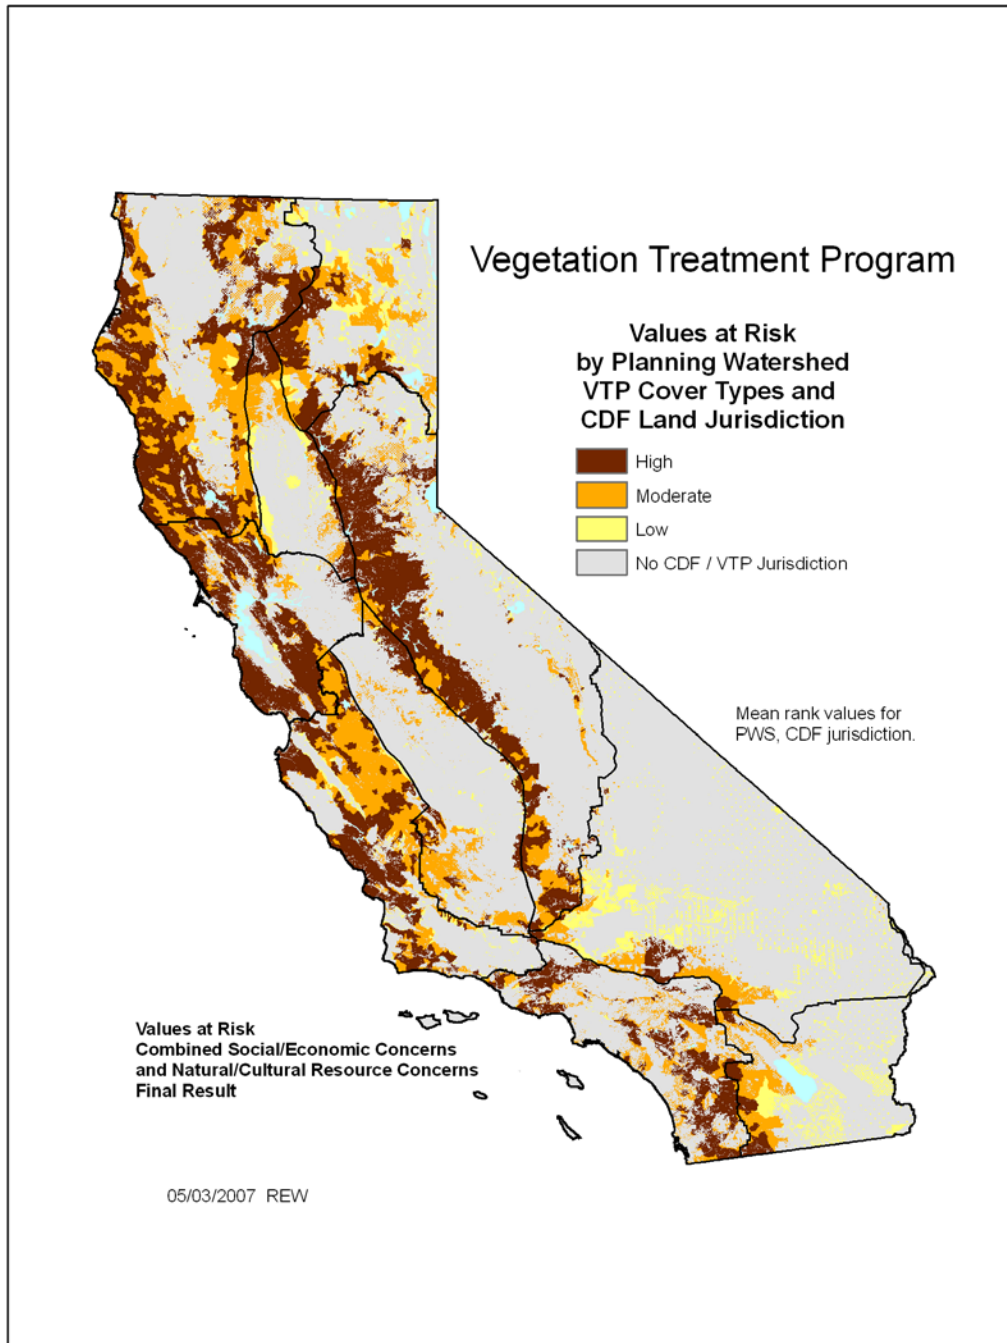 Vegetation Treatment Program
Values at Risk
by Planning Watershed
VTP Cover Types and
CDF Land Jurisdiction
High
Moderate
Low
No CDF / VTP Jurisdiction
Mean rank values for
PWS, CDF jurisdiction.
Values at Risk
Combined Social/Economic Concerns
and Natural/Cultural Resource Concerns
Final Result
05/03/2007 REW